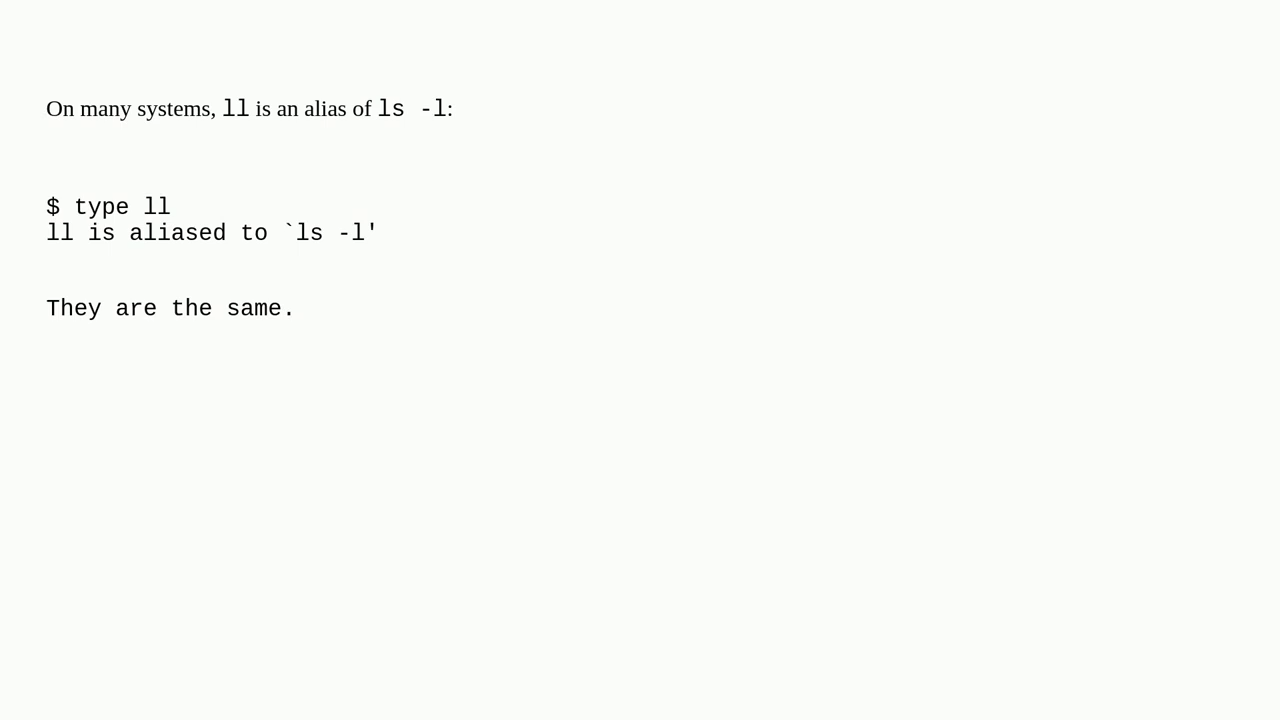 On many systems, ll is an alias of ls -l:
$ type ll
ll is aliased to `ls -l'
They are the same.